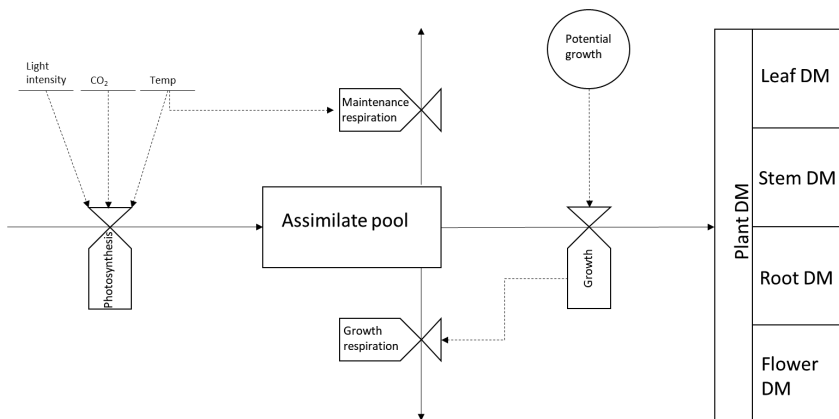 Light
intensity
CO₂
Temp
Maintenance
respiration
Potential
growth
Photosynthesis
Assimilate pool
Growth
Growth
respiration
Plant DM
Leaf DM
Stem DM
Root DM
Flower
DM